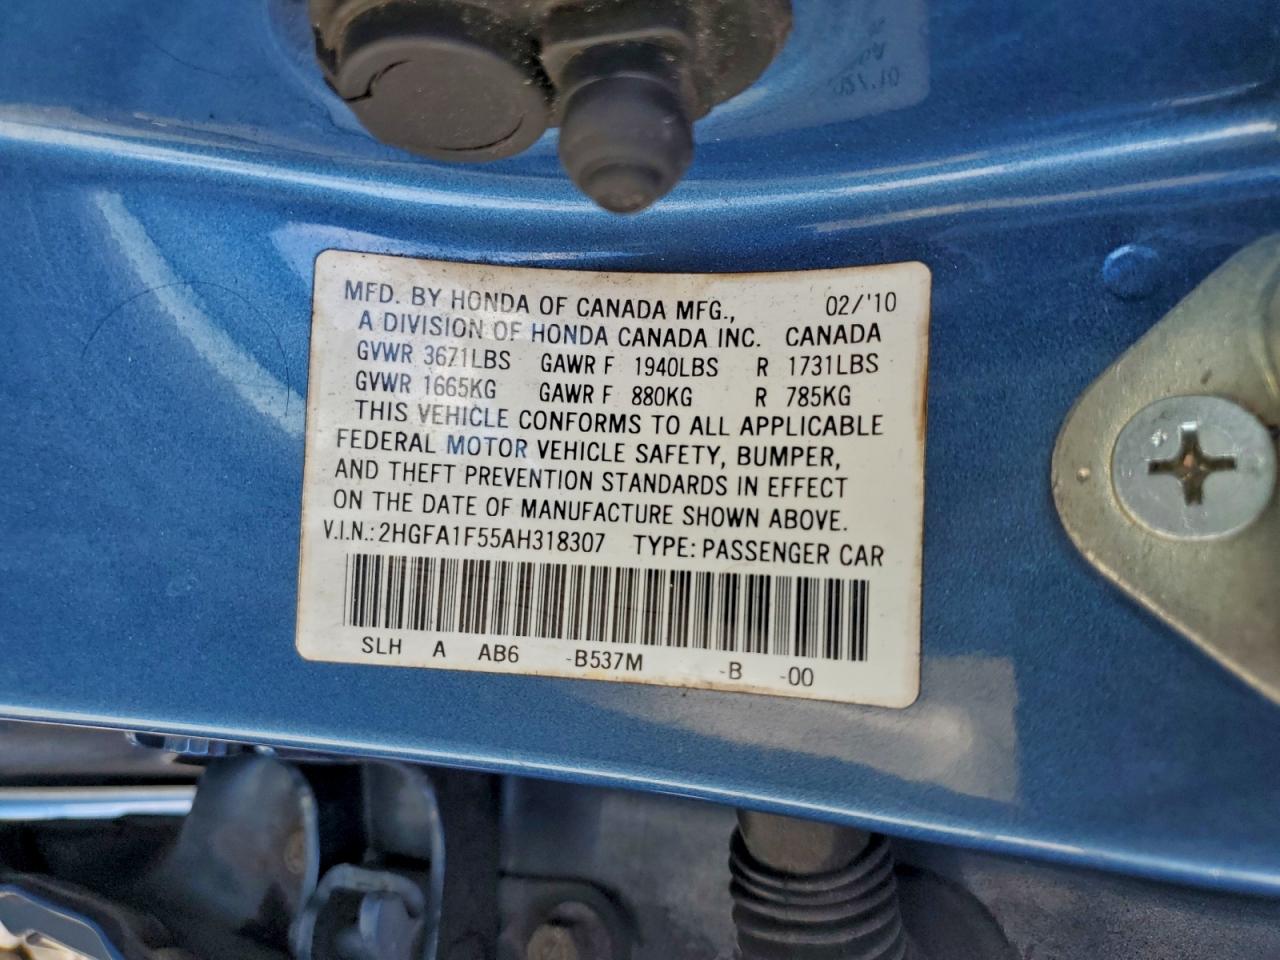 MFD. BY HONDA OF CANADA MFG., 02/'10
A DIVISION OF HONDA CANADA INC. CANADA
GVWR 3671LBS GAWR F 1940LBS R 1731LBS
GVWR 1665KG GAWR F 880KG R 785KG
THIS VEHICLE CONFORMS TO ALL APPLICABLE
FEDERAL MOTOR VEHICLE SAFETY, BUMPER,
AND THEFT PREVENTION STANDARDS IN EFFECT
ON THE DATE OF MANUFACTURE SHOWN ABOVE.
V.I.N.: 2HGFA1F55AH318307 TYPE: PASSENGER CAR
SLH A AB6 -B537M -B -00